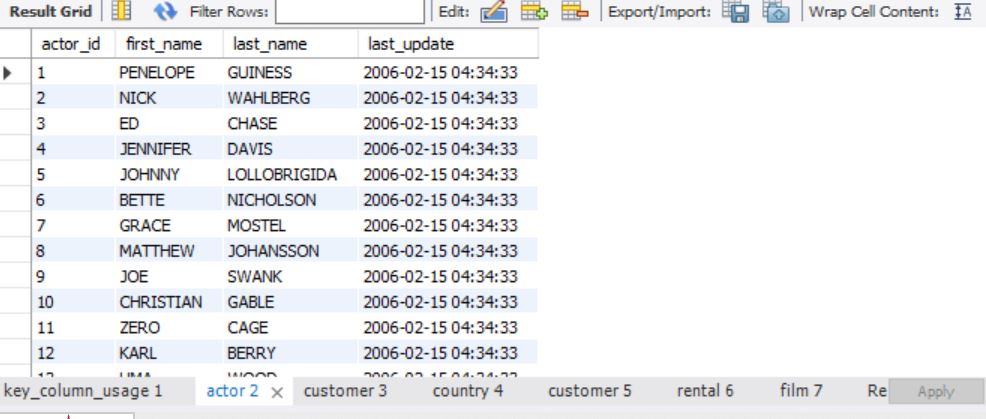 Result Grid Filter Rows: Edit: Export/Import: Wrap Cell Content: IA
actor_id first_name last_name last_update
1 PENELOPE GUINESS 2006-02-15 04:34:33
2 NICK WAHLBERG 2006-02-15 04:34:33
3 ED CHASE 2006-02-15 04:34:33
4 JENNIFER DAVIS 2006-02-15 04:34:33
5 JOHNNY LOLLOBRIGIDA 2006-02-15 04:34:33
6 BETTE NICHOLSON 2006-02-15 04:34:33
7 GRACE MOSTEL 2006-02-15 04:34:33
8 MATTHEW JOHANSSON 2006-02-15 04:34:33
9 JOE SWANK 2006-02-15 04:34:33
10 CHRISTIAN GABLE 2006-02-15 04:34:33
11 ZERO CAGE 2006-02-15 04:34:33
12 KARL BERRY 2006-02-15 04:34:33
key_column_usage 1 actor 2 customer 3 country 4 customer 5 rental 6 film 7 Re Apply